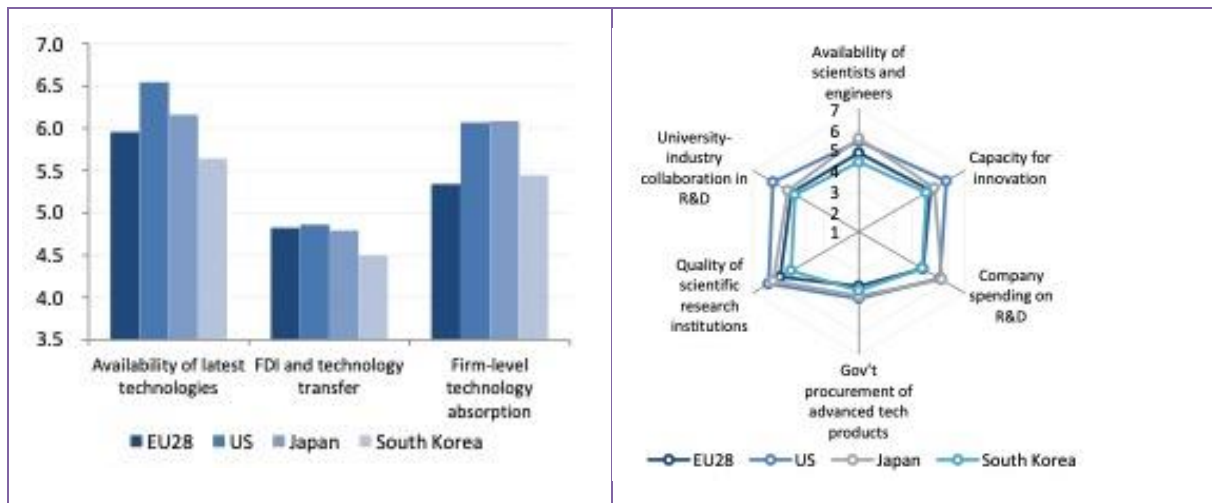 7.0
6.5
6.0
5.5
5.0
4.5
4.0
3.5
Availability of latest
technologies
FDI and technology
transfer
Firm-level
technology
absorption
EU28 US Japan South Korea
Availability of
scientists and
engineers
7
6
5
4
3
2
1
University-
industry
collaboration in
R&D
Capacity for
innovation
Quality of
scientific
research
institutions
Company
spending on
R&D
Gov't
procurement of
advanced tech
products
EU28 US Japan South Korea